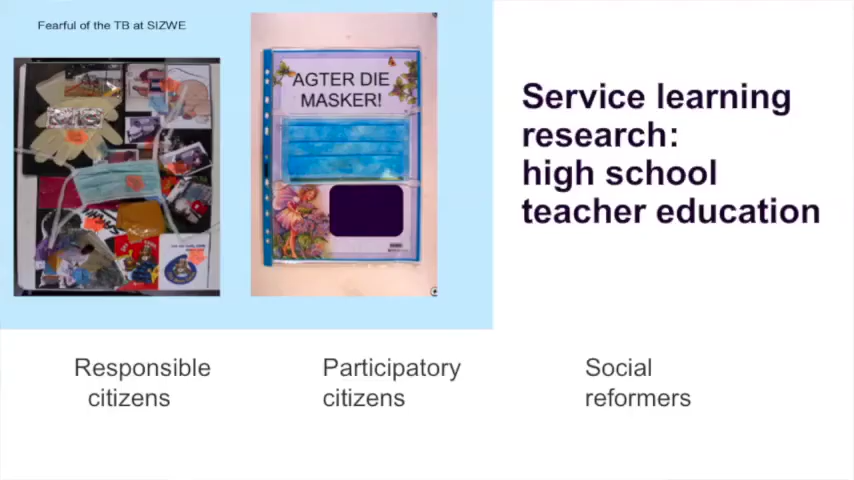 Fearful of the TB at SIZWE
AGTER DIE
MASKER!
Service learning
research:
high school
teacher education
Responsible
citizens
Participatory
citizens
Social
reformers